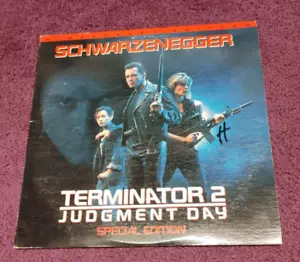 SCHWARZENEGGER
H
TERMINATOR 2
JUDGMENT DAY
SPECIAL EDITION